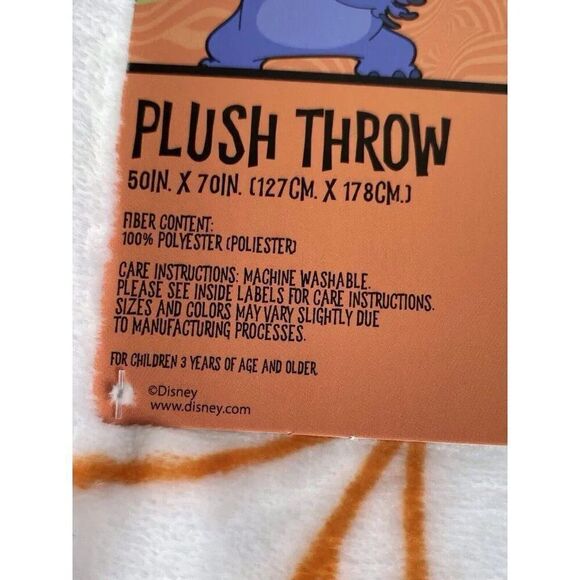 PLUSH THROW
50IN. X 70IN. (127CM. X 178CM.)
FIBER CONTENT:
100% POLYESTER (POLIESTER)
CARE INSTRUCTIONS: MACHINE WASHABLE.
PLEASE SEE INSIDE LABELS FOR CARE INSTRUCTIONS.
SIZES AND COLORS MAY VARY SLIGHTLY DUE
TO MANUFACTURING PROCESSES.
FOR CHILDREN 3 YEARS OF AGE AND OLDER
©Disney
www.disney.com